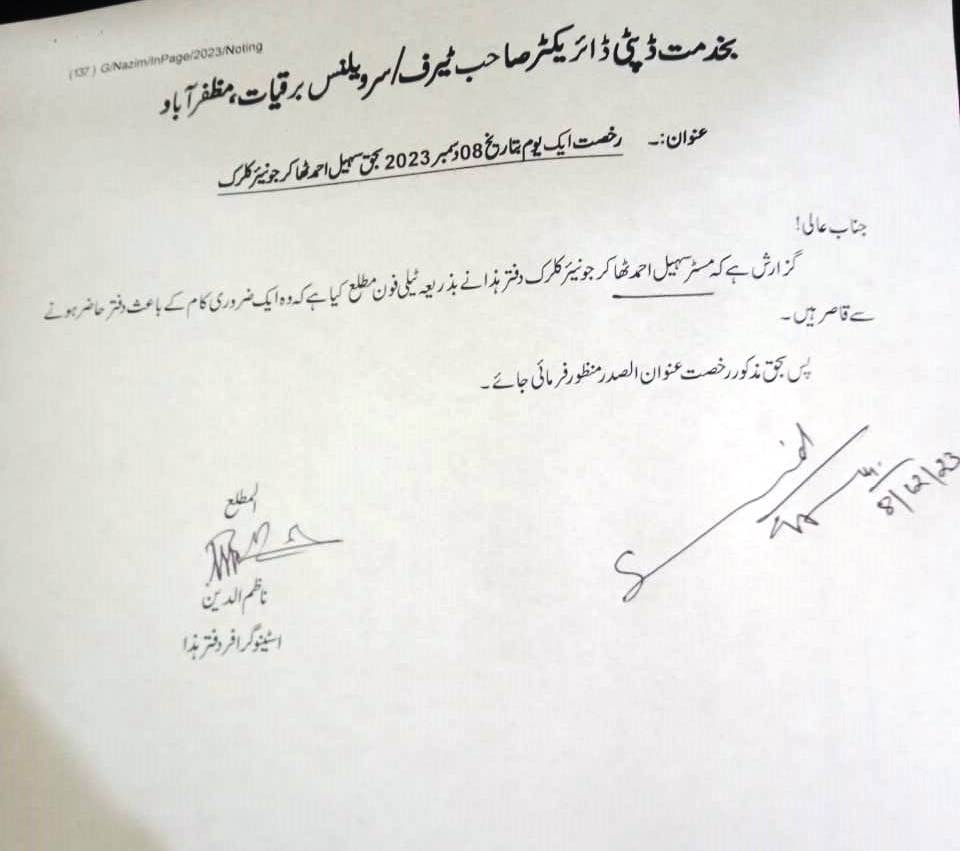 (137) G/Nazim/InPage/2023/Noting
بخدمت ڈپٹی ڈائریکٹر صاحب ٹیرف/سرویلنس برقیات، مظفرآباد
عنوان:۔ رخصت ایک یوم بتاریخ 08 دسمبر 2023 بحق سہیل احمد ٹھاکر جونیئر کلرک
جناب عالی!
گزارش ہے کہ مسٹر سہیل احمد ٹھاکر جونیئر کلرک دفتر ہذا نے بذریعہ ٹیلی فون مطلع کیا ہے کہ وہ ایک ضروری کام کے باعث دفتر حاضر ہونے
سے قاصر ہیں۔
پس بحق مذکور رخصت عنوان الصدر منظور فرمائی جائے۔
المطلع
ناظم الدین
اسٹینوگرافر دفتر ہذا
8/12/23